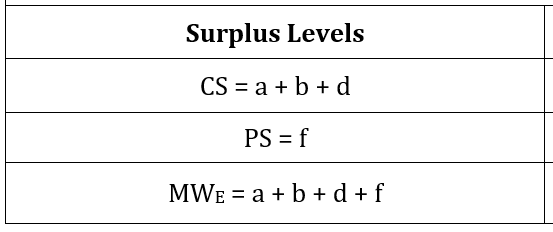 Surplus Levels
CS = a + b + d
PS = f
MWE = a + b + d + f